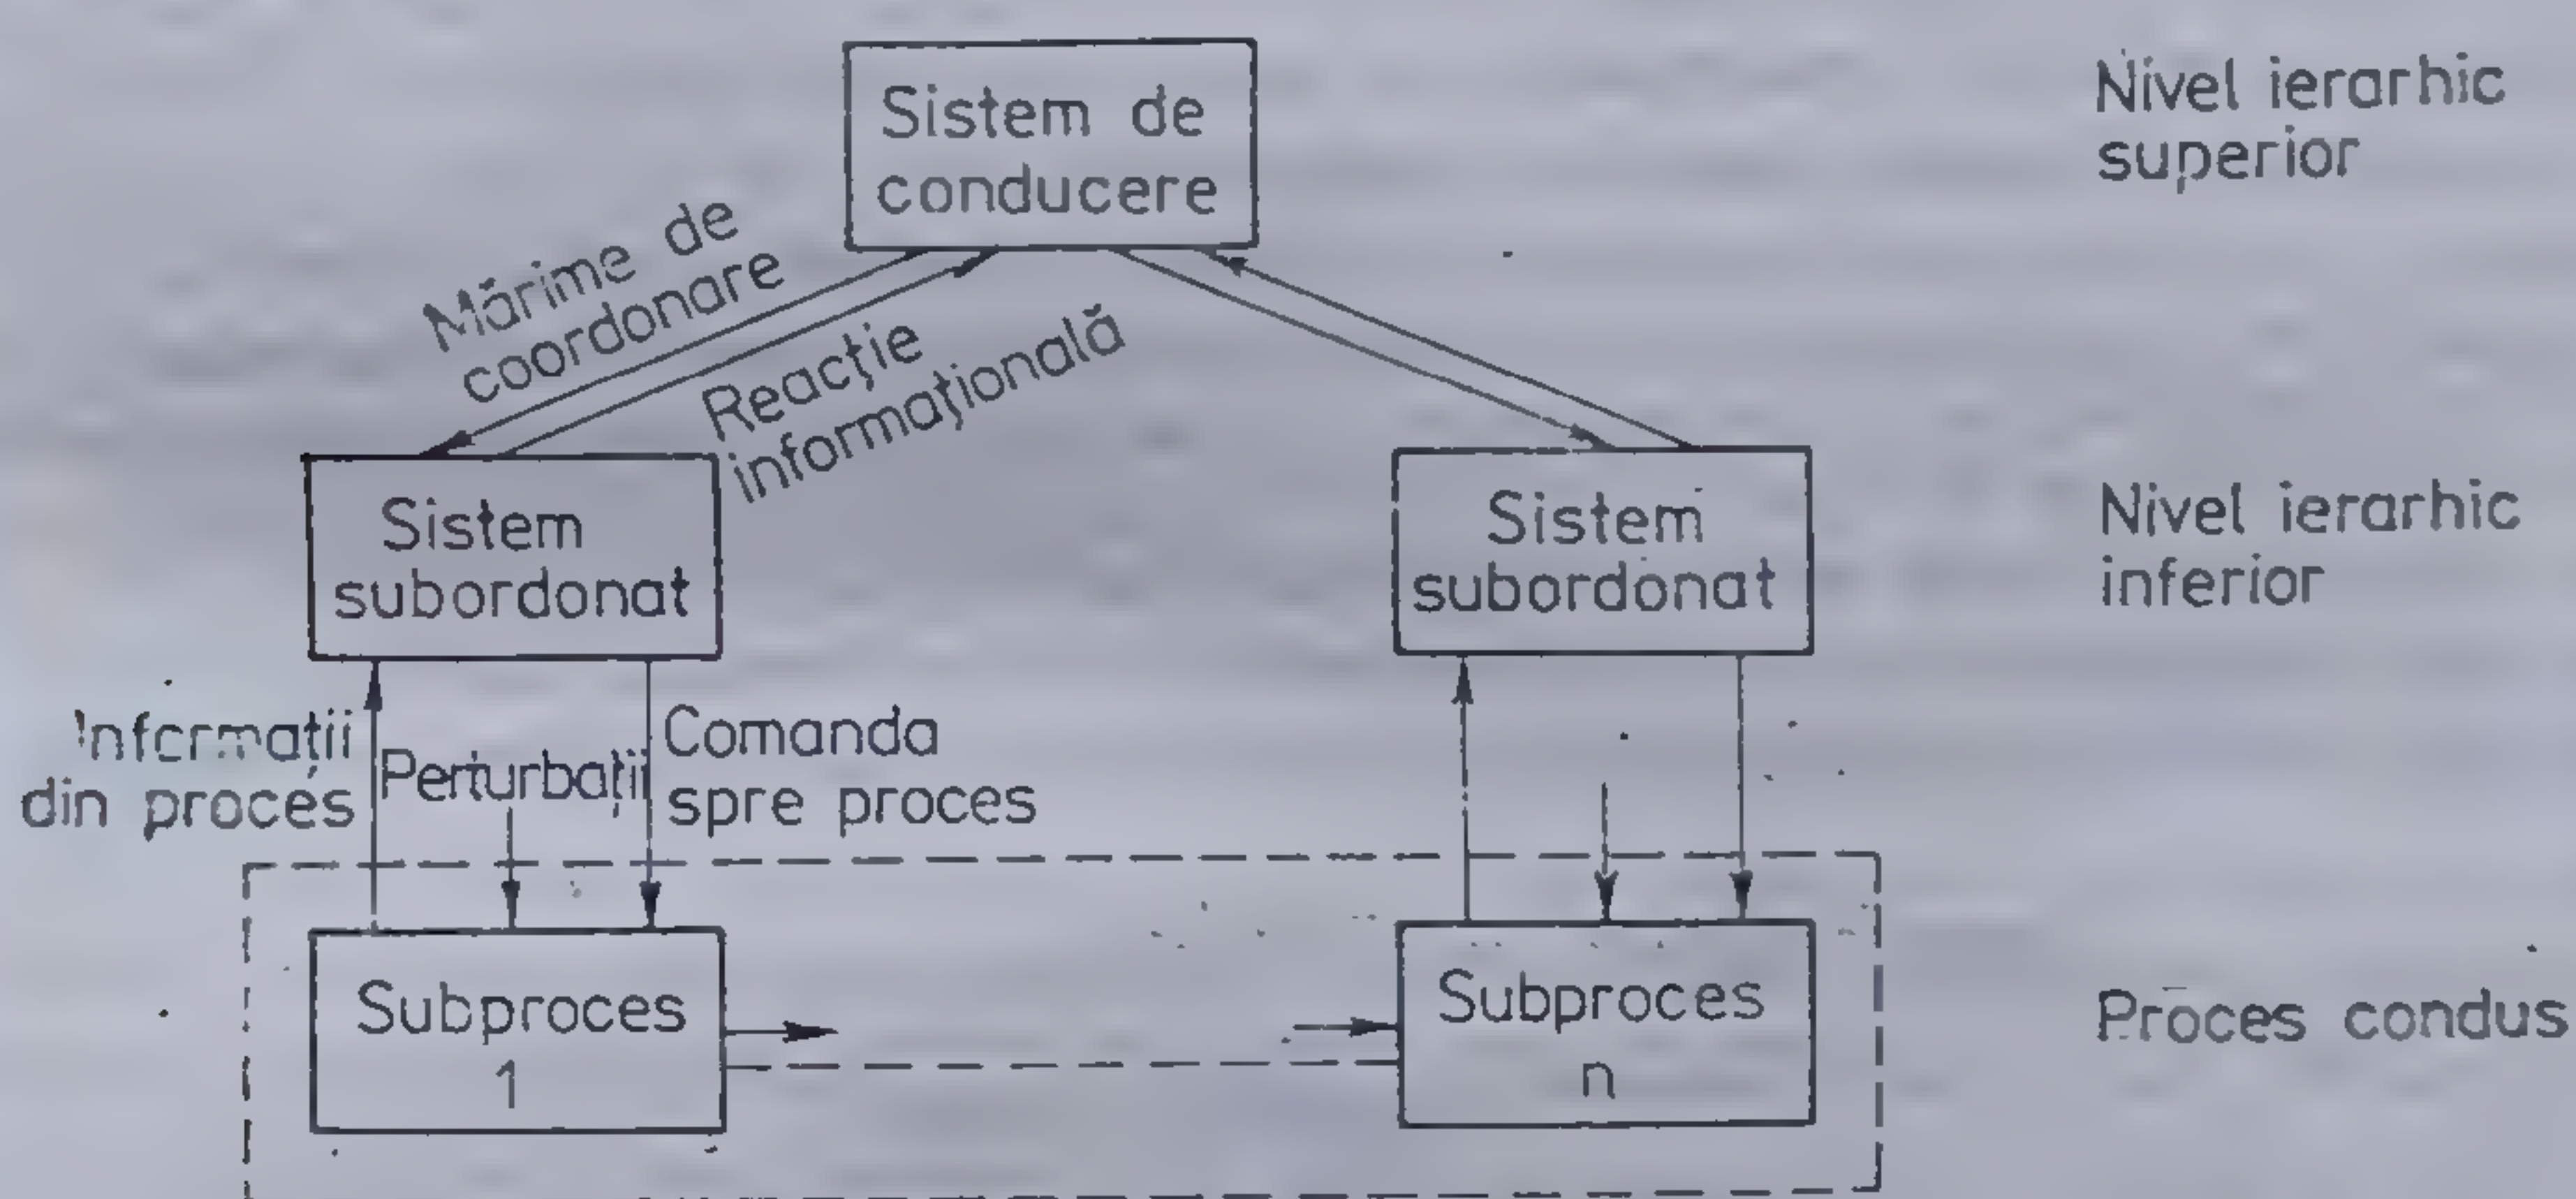 Sistem de
conducere
Nivel ierarhic
superior
Mărime de
coordonare
Reacție
informațională
Sistem
subordonat
Sistem
subordonat
Nivel ierarhic
inferior
Informații
din proces
Perturbații
Comanda
spre proces
Subproces
1
Subproces
n
Proces condus